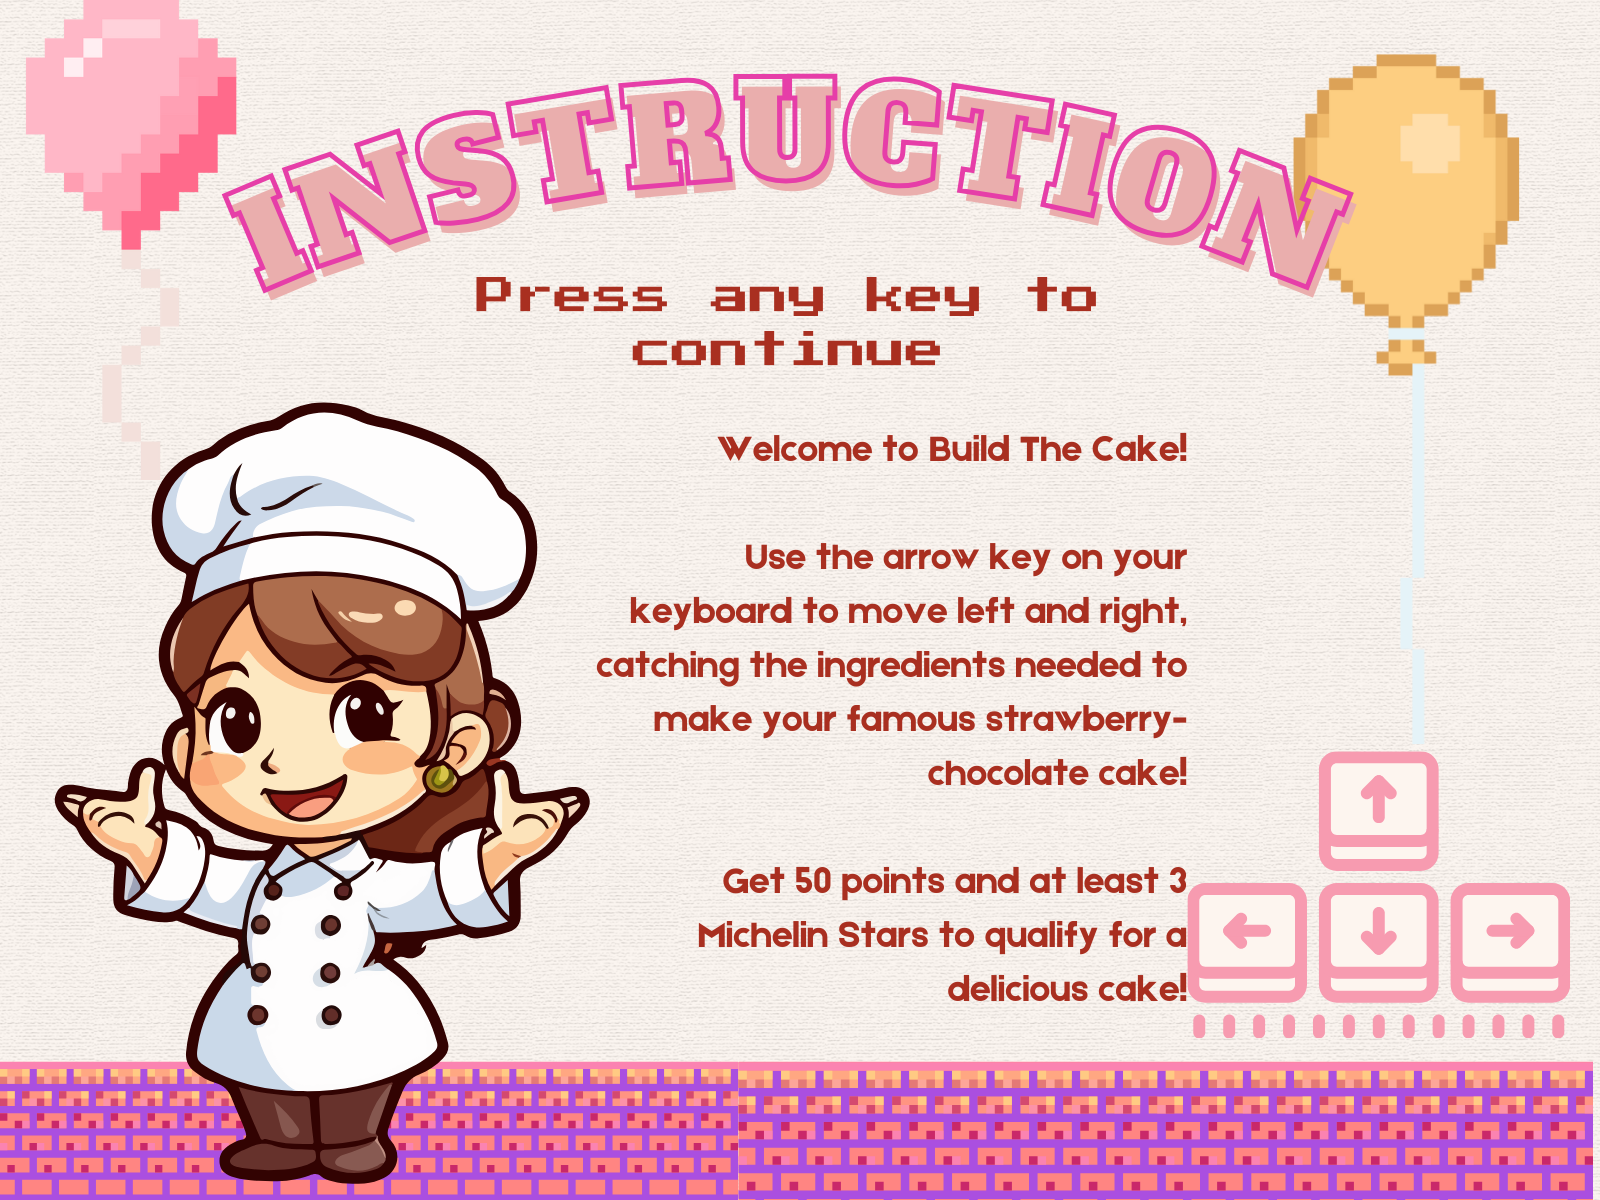 INSTRUCTION
Press any key to
continue
Welcome to Build The Cake!
Use the arrow key on your
keyboard to move left and right,
catching the ingredients needed to
make your famous strawberry-
chocolate cake!
Get 50 points and at least 3
Michelin Stars to qualify for a
delicious cake!